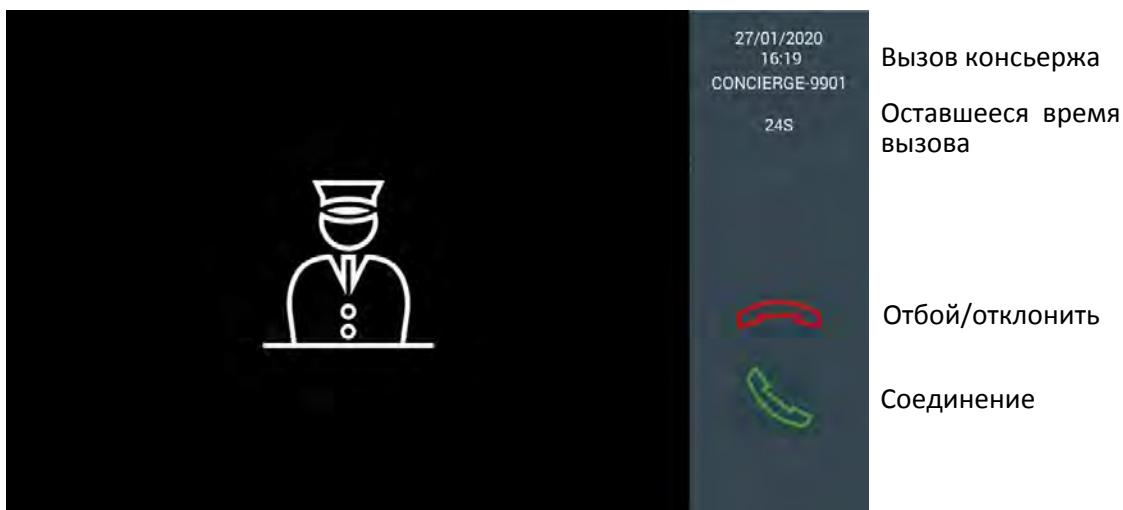 27/01/2020
16:19
CONCIERGE-9901
24S
Вызов консьержа
Оставшееся время
вызова
Отбой/отклонить
Соединение